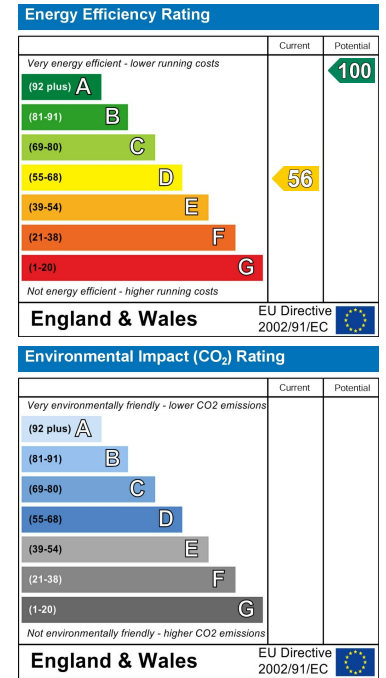 Energy Efficiency Rating
Current Potential
Very energy efficient - lower running costs
100
(92 plus) A
(81-91) B
(69-80) C
(55-68) D
56
(39-54) E
(21-38) F
(1-20) G
Not energy efficient - higher running costs
England & Wales
EU Directive
2002/91/EC
Environmental Impact (CO₂) Rating
Current Potential
Very environmentally friendly - lower CO2 emissions
(92 plus) A
(81-91) B
(69-80) C
(55-68) D
(39-54) E
(21-38) F
(1-20) G
Not environmentally friendly - higher CO2 emissions
England & Wales
EU Directive
2002/91/EC